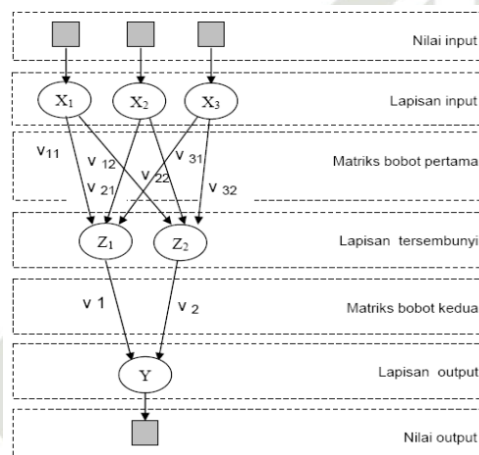 Nilai input
X1 X2 X3
Lapisan input
v11 v 12 v 21 v 22 v 31 v 32
Matriks bobot pertama
Z1 Z2
Lapisan tersembunyi
v 1 v 2
Matriks bobot kedua
Y
Lapisan output
Nilai output